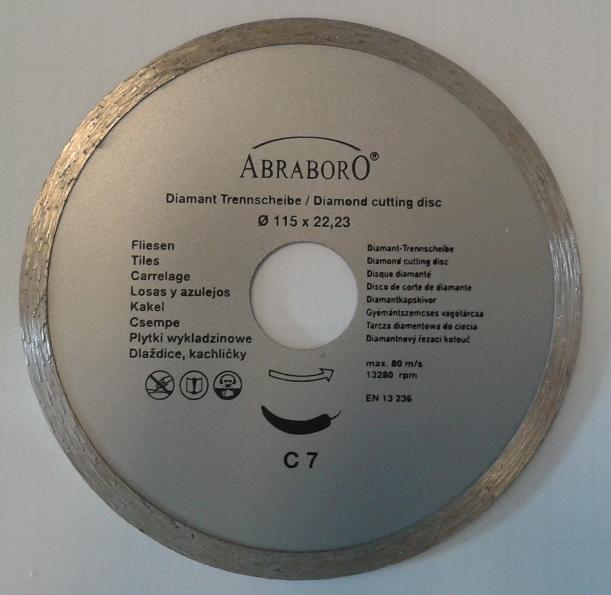 ABRABORO®
Diamant Trennscheibe / Diamond cutting disc
Ø 115 x 22,23
Fliesen
Tiles
Carrelage
Losas y azulejos
Kakel
Csempe
Plytki wykladzinowe
Dlaždice, kachličky
Diamant-Trennscheibe
Diamond cutting disc
Disque diamanté
Disco de corte de diamante
Diamantkapskivor
Gyémántszemcsés vágótárcsa
Tarcza diamentowa do ciecia
Diamantnový řezací kotouč
max. 80 m/s
13280 rpm
EN 13 236
C 7